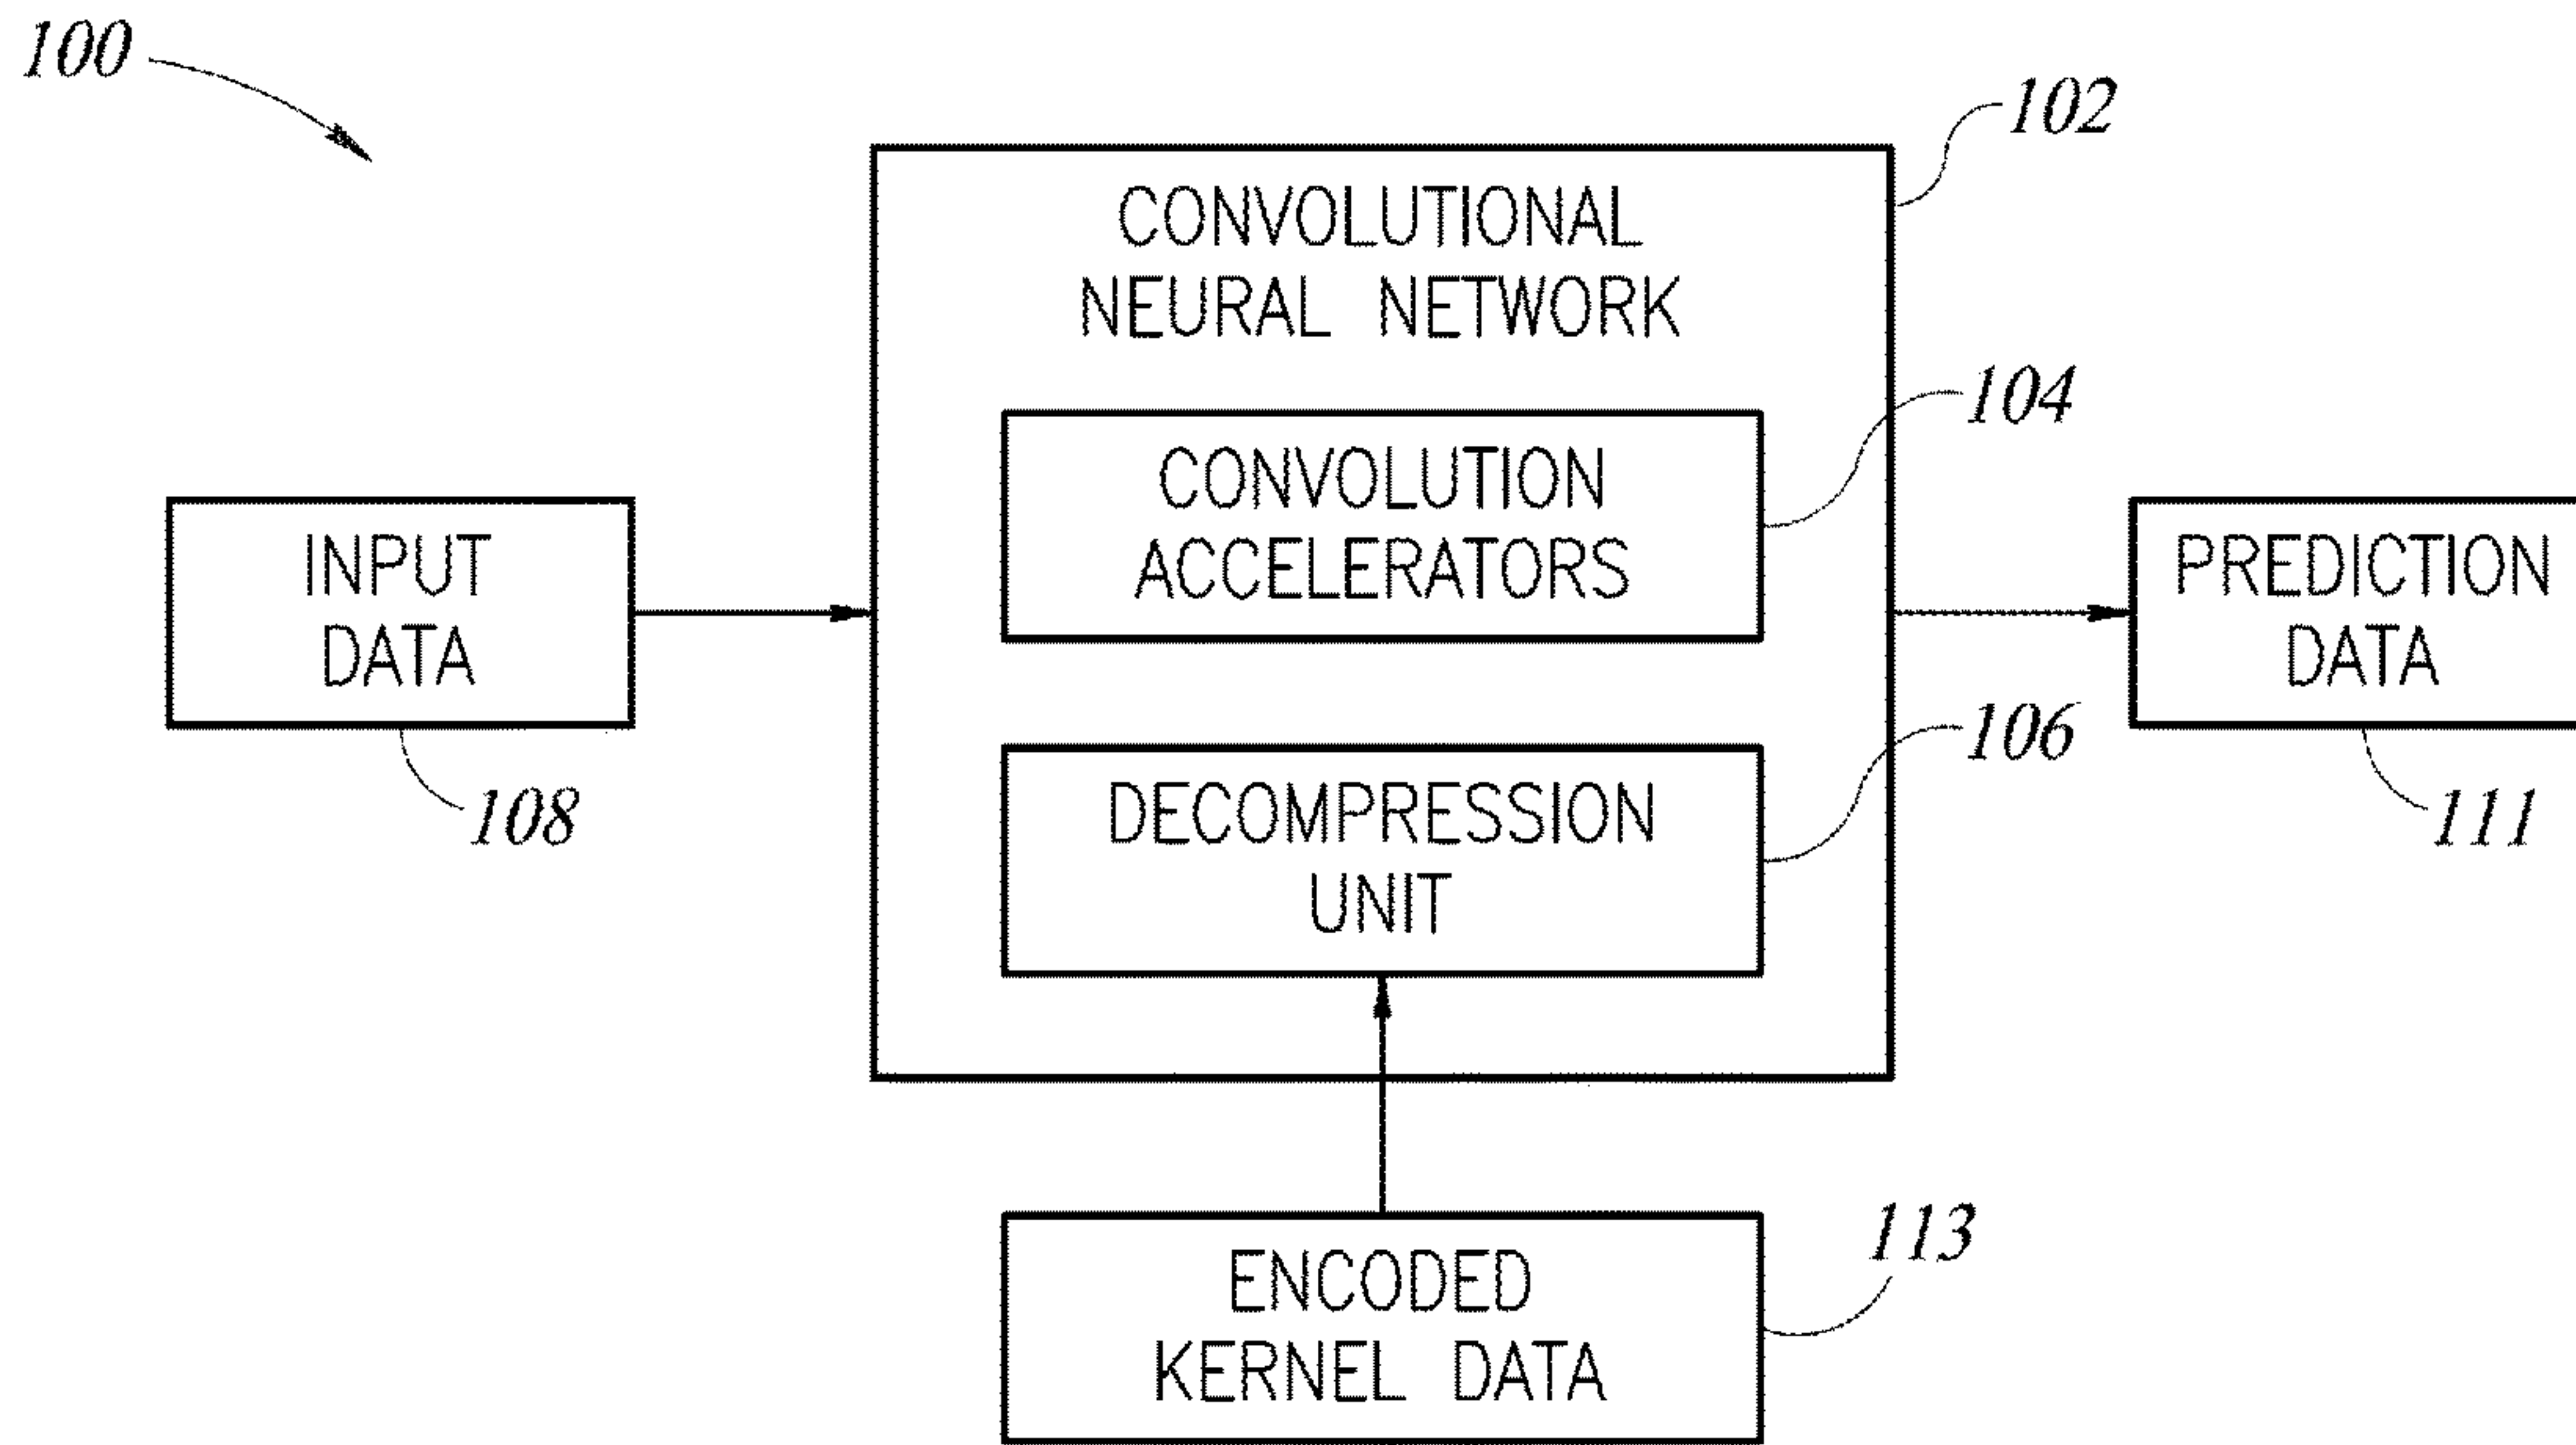 100
102
CONVOLUTIONAL
NEURAL NETWORK
104
CONVOLUTION
ACCELERATORS
INPUT
DATA
108
PREDICTION
DATA
111
106
DECOMPRESSION
UNIT
113
ENCODED
KERNEL DATA